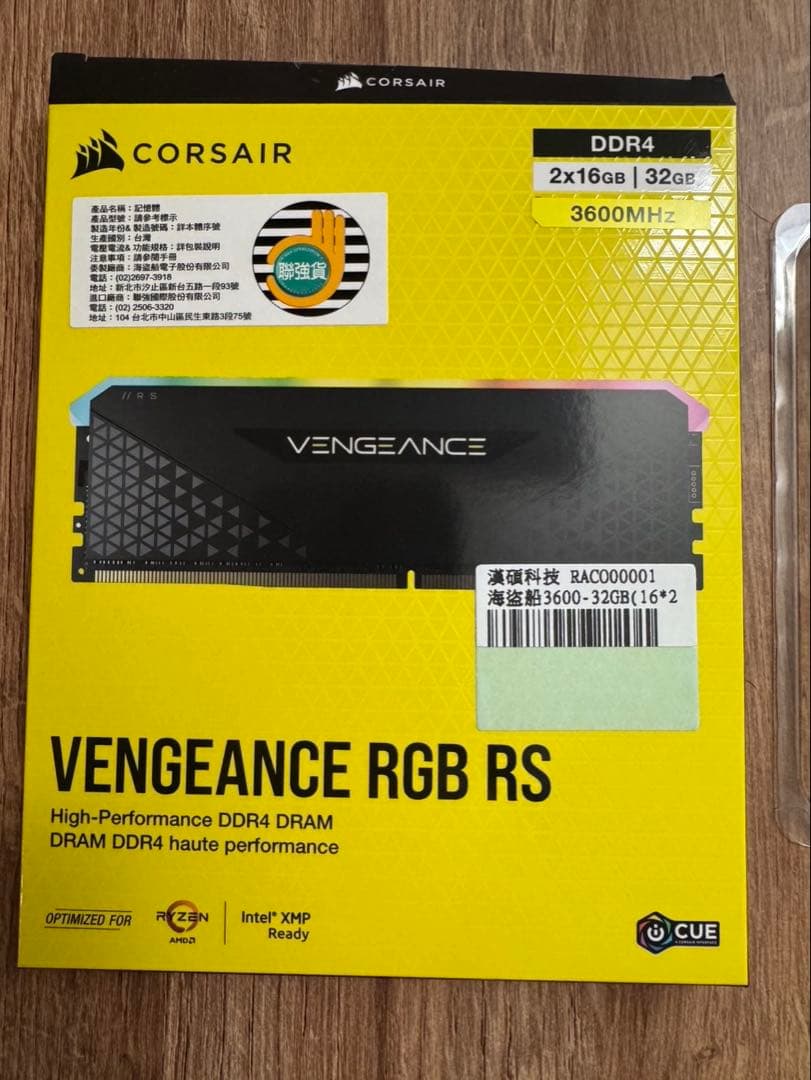 CORSAIR
CORSAIR
DDR4
2x16GB | 32GB
3600MHz
產品名稱：記憶體
產品型號：請參考標示
製造年份& 製造號碼：詳本體序號
生產國別：台灣
電壓電流& 功能規格：詳包裝說明
注意事項：請參閱手冊
委製廠商：海盜船電子股份有限公司
電話：(02)2697-3918
地址：新北市汐止區新台五路一段93號
進口廠商：聯強國際股份有限公司
電話：(02) 2506-3320
地址：104 台北市中山區民生東路3段75號
聯強貨
// RS
VENGEANCE
漢碩科技 RACO00001
海盜船3600-32GB(16*2
VENGEANCE RGB RS
High-Performance DDR4 DRAM
DRAM DDR4 haute performance
OPTIMIZED FOR
RYZEN
AMD
Intel® XMP
Ready
iCUE